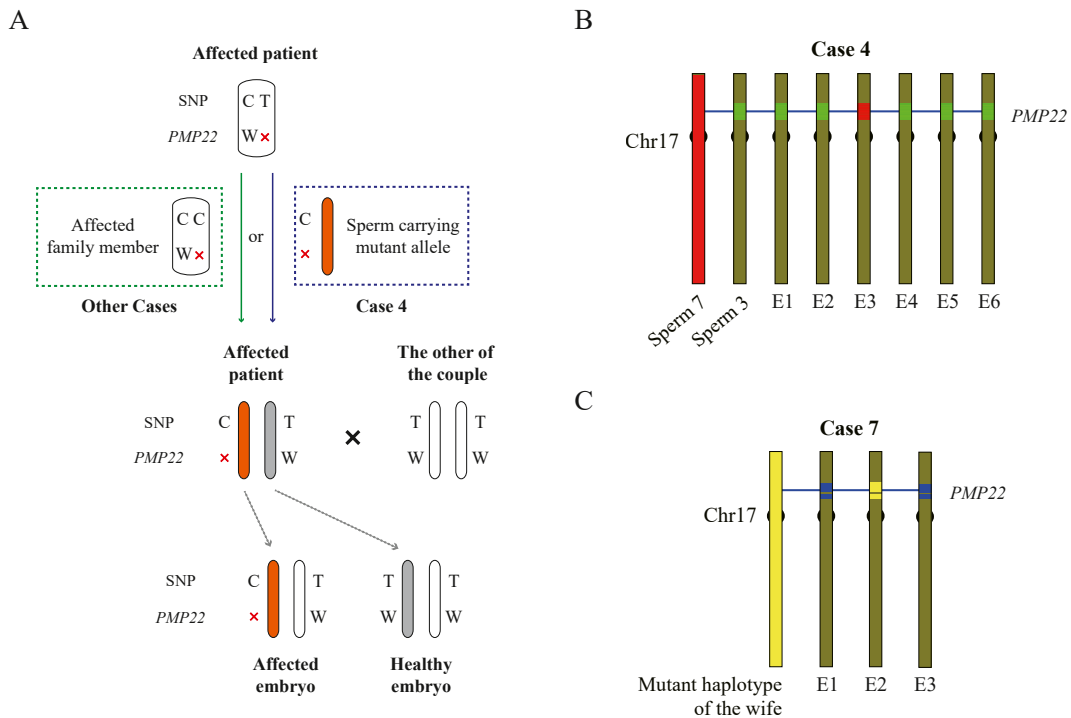 A
Affected patient
SNP
C T
PMP22
W×
Affected
family member
C C
W×
or
C
×
Sperm carrying
mutant allele
Other Cases
Case 4
Affected
patient
The other of
the couple
SNP
C
T
T
T
PMP22
×
W
×
W
W
SNP
C
T
T
T
PMP22
×
W
W
W
Affected
embryo
Healthy
embryo
B
Case 4
PMP22
Chr17
Sperm 7
Sperm 3
E1
E2
E3
E4
E5
E6
C
Case 7
PMP22
Chr17
Mutant haplotype
of the wife
E1
E2
E3